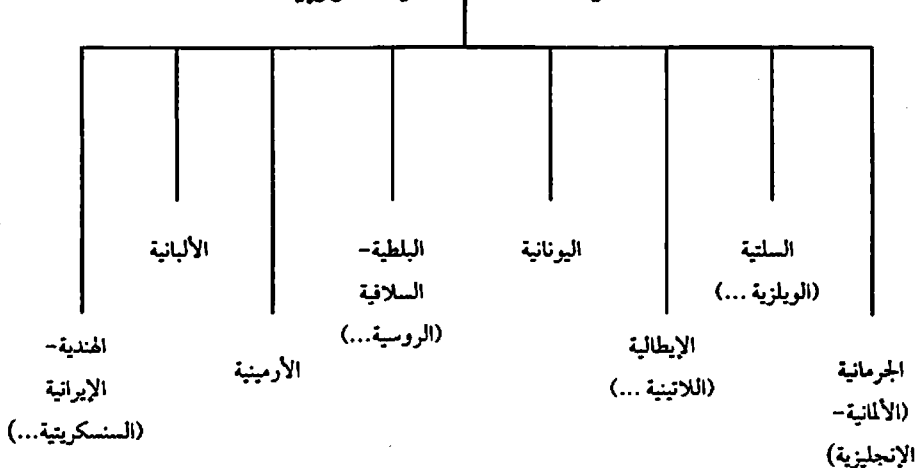 الجرمانية
(الألمانية-
الإنجليزية)
السلتية
(الويلزية ...)
الإيطالية
(اللاتينية ...)
اليونانية
البلطية-
السلافية
(الروسية...)
الأرمينية
الألبانية
الهندية-
الإيرانية
(السنسكريتية...)